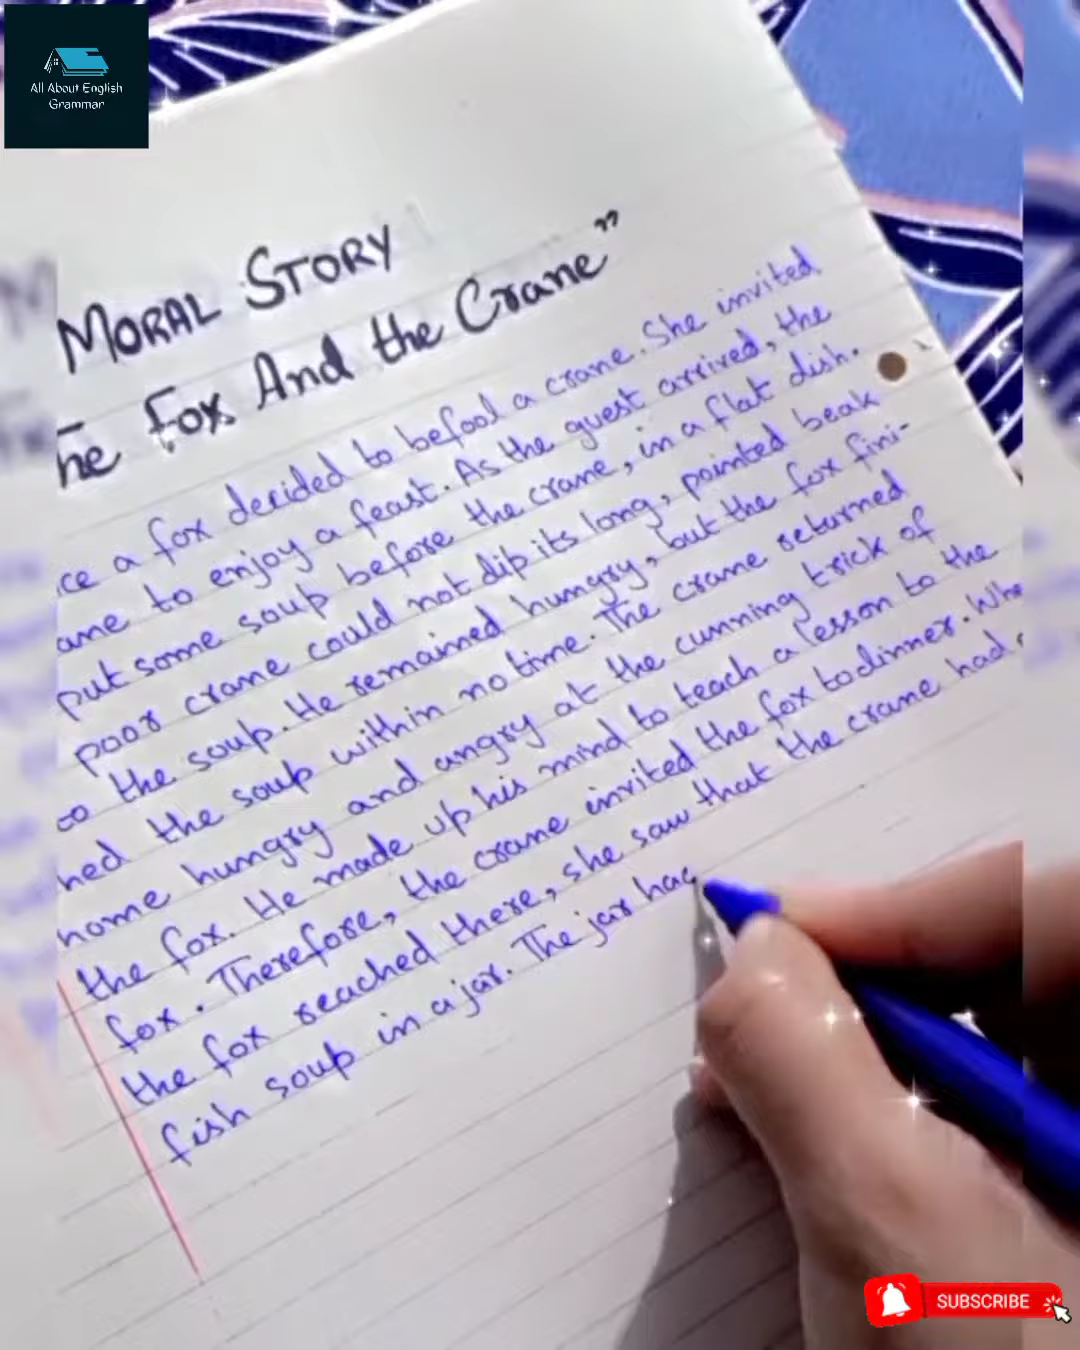 All About English
Grammar
MORAL STORY
he Fox And the Crane"
ce a fox decided to befool a crane. She invited
ane to enjoy a feast. As the guest arrived, the
put some soup before the crane, in a flat dish.
poor crane could not dip its long, pointed beak
to the soup. He remained hungry, but the fox fini-
hed the soup within no time. The crane returned
home hungry and angry at the cunning trick of
the fox. He made up his mind to teach a lesson to the
fox. Therefore, the crane invited the fox to dinner. Whe
the fox reached there, she saw that the crane had
fish soup in a jar. The jar had
SUBSCRIBE